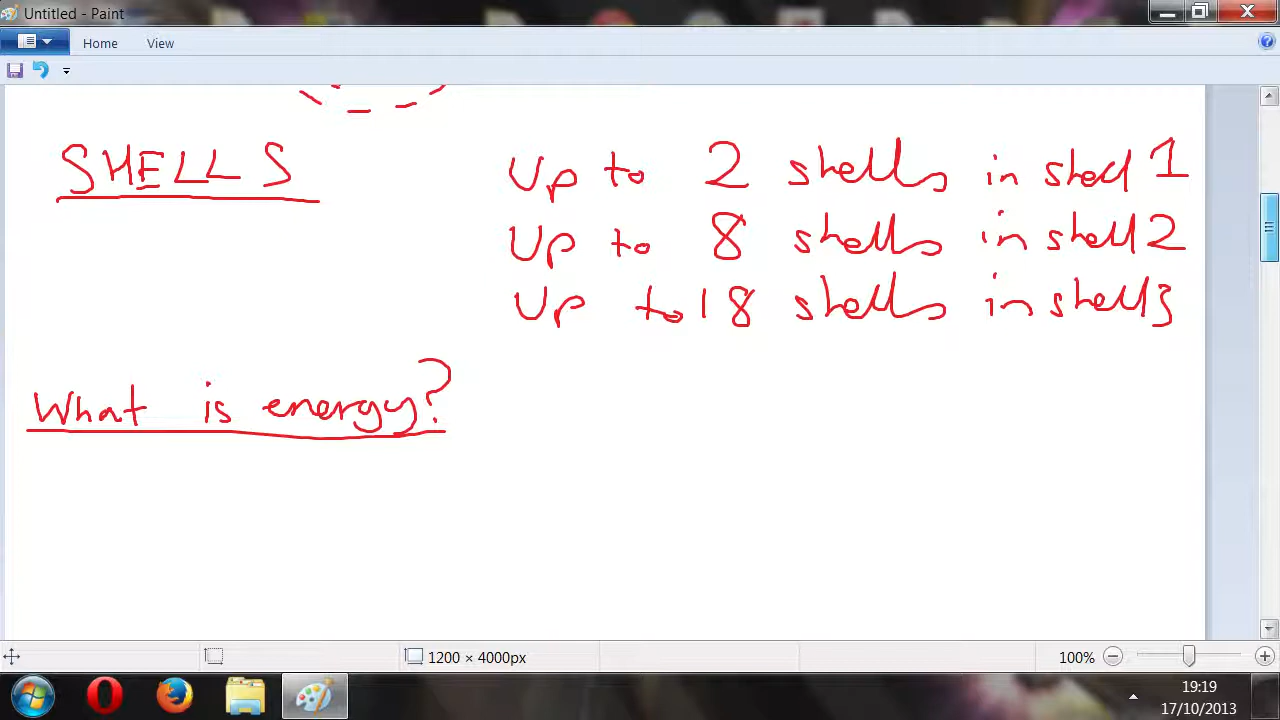 Untitled - Paint
Home View
SHELLS
Up to 2 shells in shell 1
Up to 8 shells in shell 2
Up to 18 shells in shell 3
What is energy?
1200 × 4000px
100%
19:19
17/10/2013